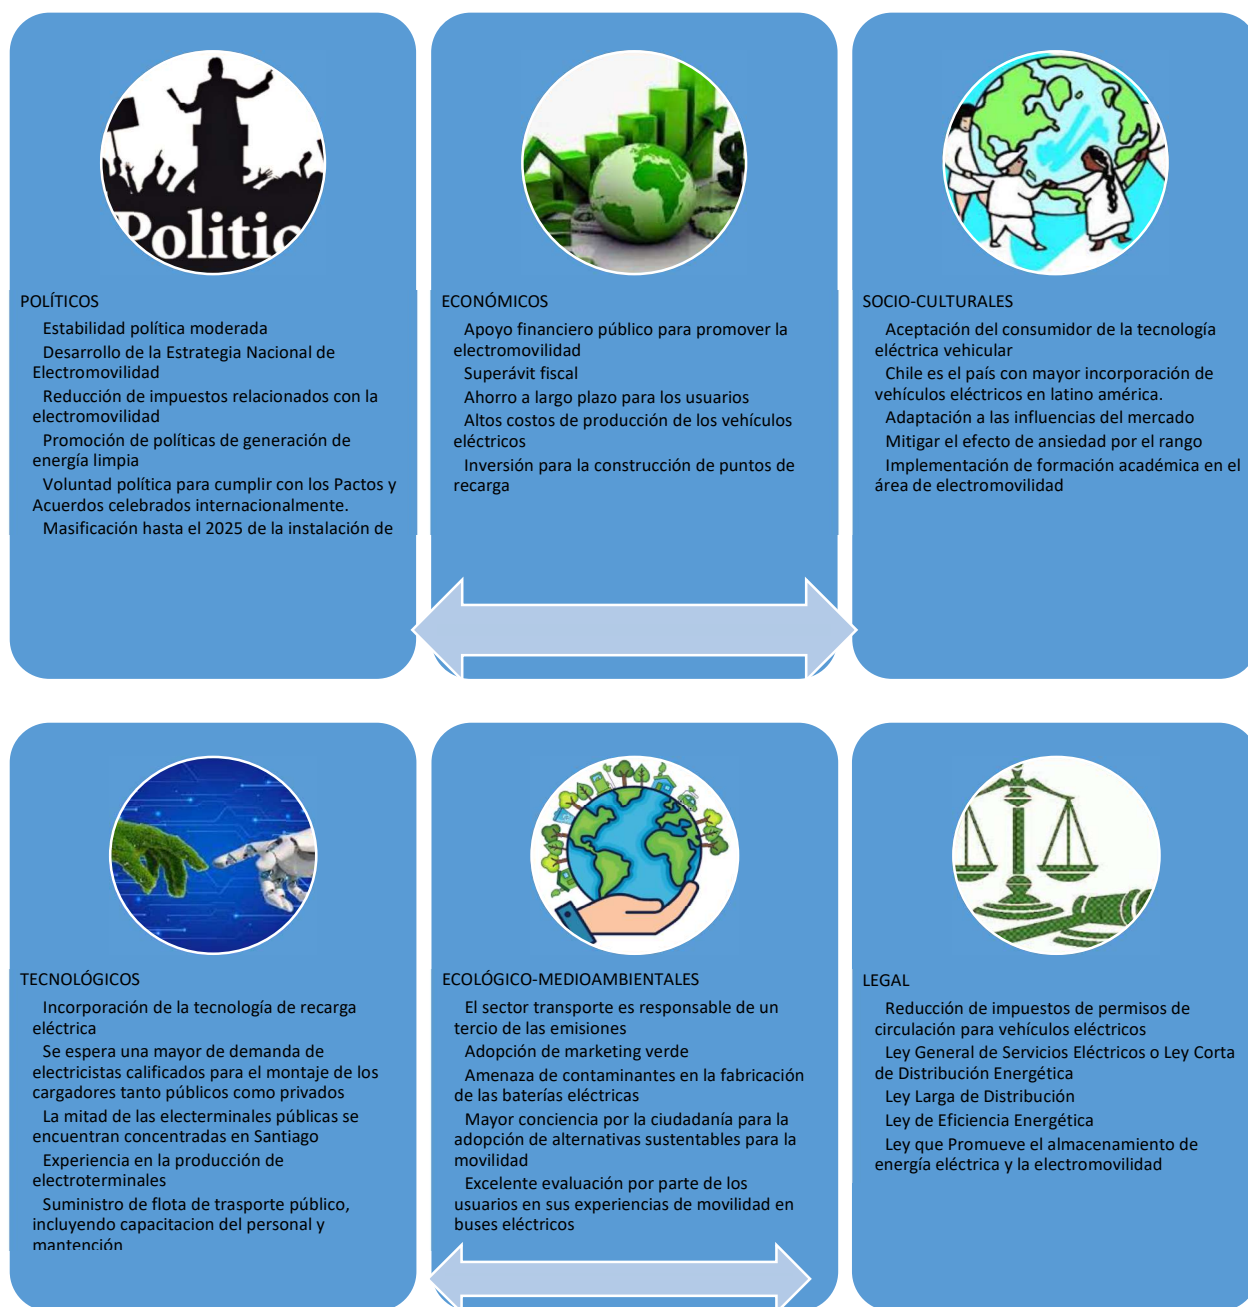 Politic
POLÍTICOS
Estabilidad política moderada
Desarrollo de la Estrategia Nacional de
Electromovilidad
Reducción de impuestos relacionados con la
electromovilidad
Promoción de políticas de generación de
energía limpia
Voluntad política para cumplir con los Pactos y
Acuerdos celebrados internacionalmente.
Masificación hasta el 2025 de la instalación de
$
ECONÓMICOS
Apoyo financiero público para promover la
electromovilidad
Superávit fiscal
Ahorro a largo plazo para los usuarios
Altos costos de producción de los vehículos
eléctricos
Inversión para la construcción de puntos de
recarga
SOCIO-CULTURALES
Aceptación del consumidor de la tecnología
eléctrica vehicular
Chile es el país con mayor incorporación de
vehículos eléctricos en latino américa.
Adaptación a las influencias del mercado
Mitigar el efecto de ansiedad por el rango
Implementación de formación académica en el
área de electromovilidad
TECNOLÓGICOS
Incorporación de la tecnología de recarga
eléctrica
Se espera una mayor de demanda de
electricistas calificados para el montaje de los
cargadores tanto públicos como privados
La mitad de las electerminales públicas se
encuentran concentradas en Santiago
Experiencia en la producción de
electroterminales
Suministro de flota de trasporte público,
incluyendo capacitacion del personal y
mantención
ECOLÓGICO-MEDIOAMBIENTALES
El sector transporte es responsable de un
tercio de las emisiones
Adopción de marketing verde
Amenaza de contaminantes en la fabricación
de las baterías eléctricas
Mayor conciencia por la ciudadanía para la
adopción de alternativas sustentables para la
movilidad
Excelente evaluación por parte de los
usuarios en sus experiencias de movilidad en
buses eléctricos
LEGAL
Reducción de impuestos de permisos de
circulación para vehículos eléctricos
Ley General de Servicios Eléctricos o Ley Corta
de Distribución Energética
Ley Larga de Distribución
Ley de Eficiencia Energética
Ley que Promueve el almacenamiento de
energía eléctrica y la electromovilidad